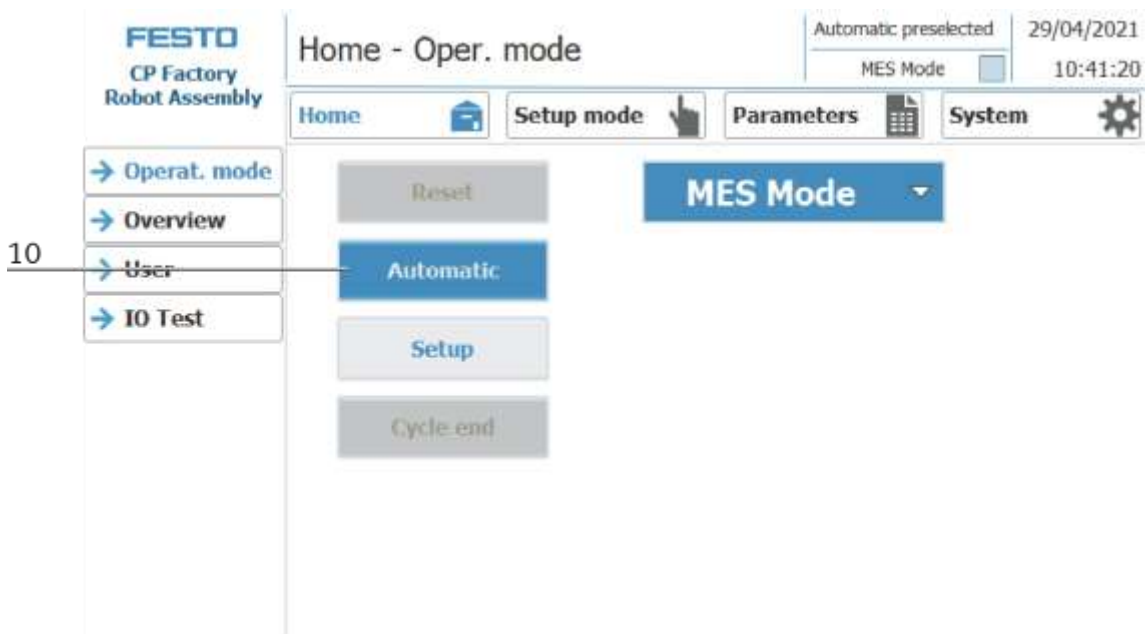 FESTO
CP Factory
Robot Assembly
Home - Oper. mode
Automatic preselected
MES Mode
29/04/2021
10:41:20
Home
Setup mode
Parameters
System
Operat. mode
Overview
User
IO Test
Reset
MES Mode
10
Automatic
Setup
Cycle end